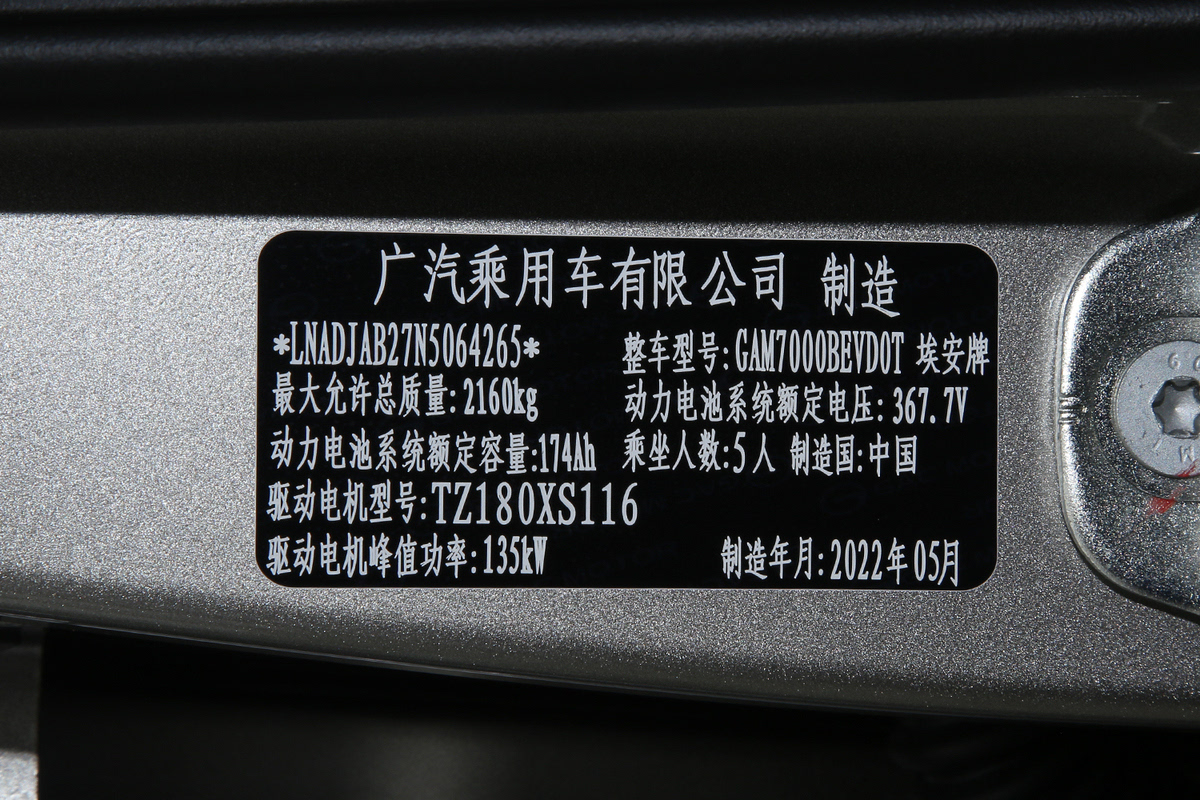 广汽乘用车有限公司 制造
*LNADJAB27N5064265* 整车型号:GAM7000BEVD0T 埃安牌
最大允许总质量:2160kg 动力电池系统额定电压:367.7V
动力电池系统额定容量:174Ah 乘坐人数:5人 制造国:中国
驱动电机型号:TZ180XS116
驱动电机峰值功率:135kW 制造年月:2022年05月